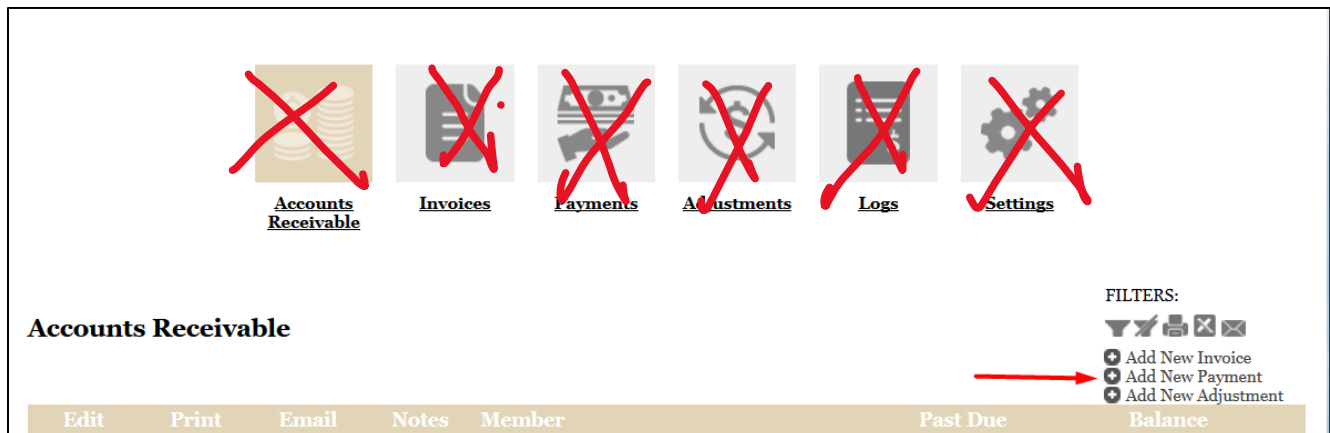 Accounts
Receivable
Invoices
Payments
Adjustments
Logs
Settings
FILTERS:
Accounts Receivable
Add New Invoice
Add New Payment
Add New Adjustment
Edit Print Email Notes Member Past Due Balance